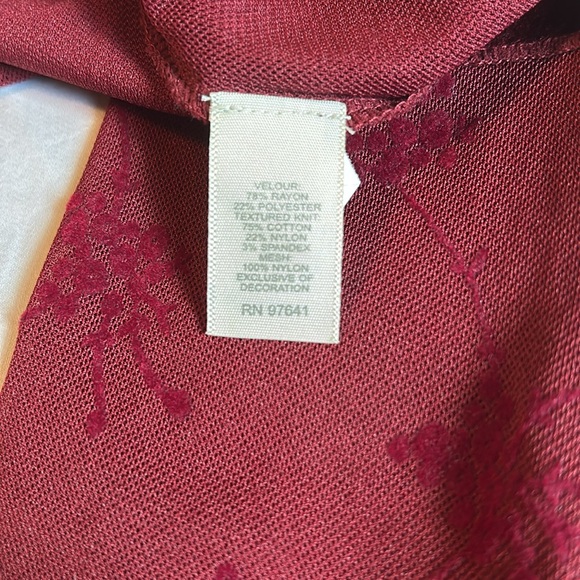 VELOUR:
78% RAYON
22% POLYESTER
TEXTURED KNIT:
75% COTTON
22% NYLON
3% SPANDEX
MESH:
100% NYLON
EXCLUSIVE OF
DECORATION
RN 97641